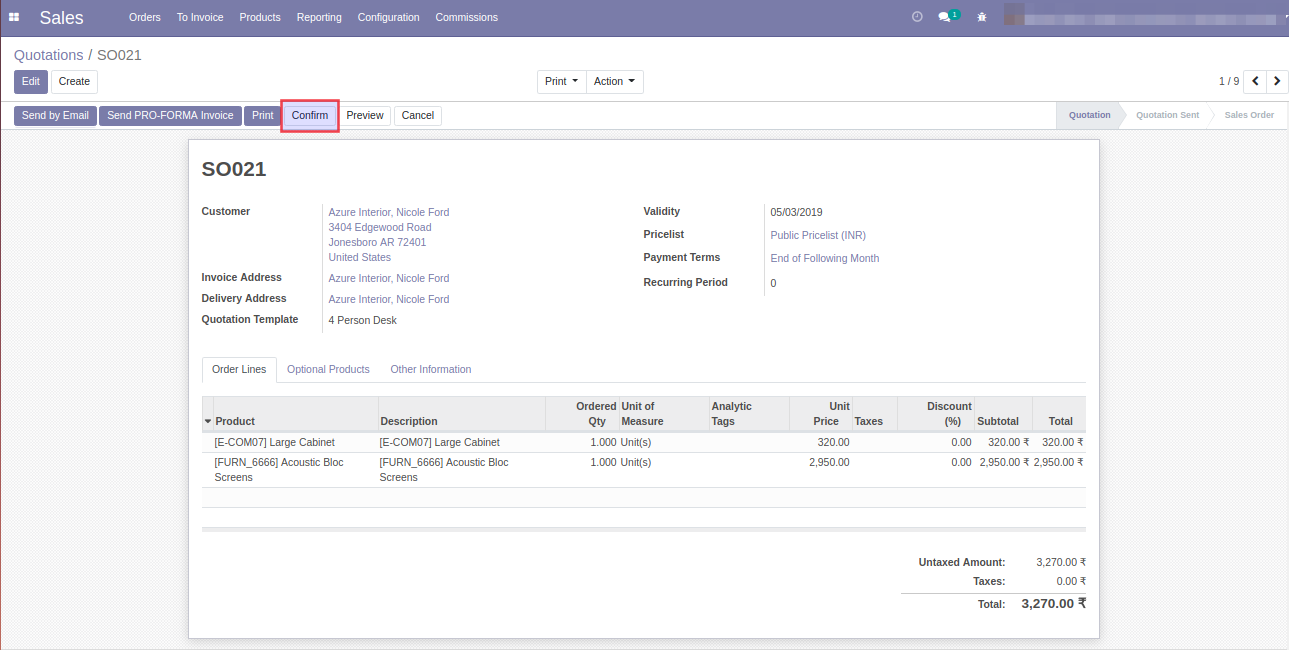 Sales Orders To Invoice Products Reporting Configuration Commissions 1
Quotations / SO021
Edit Create Print Action 1 / 9
Send by Email Send PRO-FORMA Invoice Print Confirm Preview Cancel Quotation Quotation Sent Sales Order
SO021
Customer Azure Interior, Nicole Ford
3404 Edgewood Road
Jonesboro AR 72401
United States
Invoice Address Azure Interior, Nicole Ford
Delivery Address Azure Interior, Nicole Ford
Quotation Template 4 Person Desk
Validity 05/03/2019
Pricelist Public Pricelist (INR)
Payment Terms End of Following Month
Recurring Period 0
Order Lines Optional Products Other Information
Product Description Ordered Qty Unit of Measure Analytic Tags Unit Price Taxes Discount (%) Subtotal Total
[E-COM07] Large Cabinet [E-COM07] Large Cabinet 1.000 Unit(s) 320.00 0.00 320.00 ₹ 320.00 ₹
[FURN_6666] Acoustic Bloc Screens [FURN_6666] Acoustic Bloc Screens 1.000 Unit(s) 2,950.00 0.00 2,950.00 ₹ 2,950.00 ₹
Untaxed Amount: 3,270.00 ₹
Taxes: 0.00 ₹
Total: 3,270.00 ₹